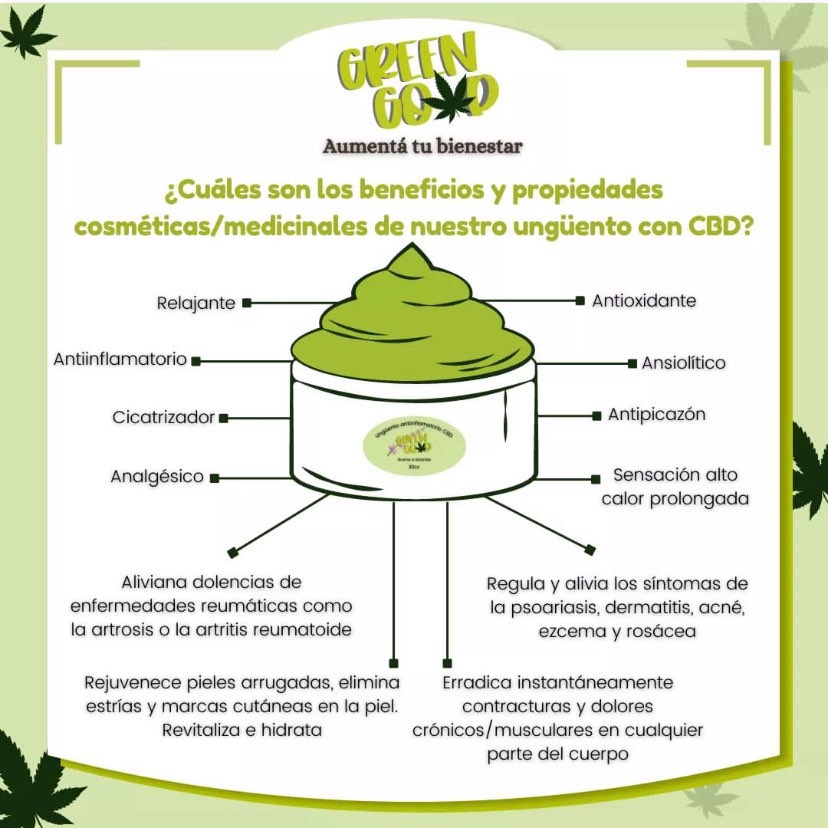 GREEN
GOOP
Aumentá tu bienestar
¿Cuáles son los beneficios y propiedades
cosméticas/medicinales de nuestro ungüento con CBD?
Relajante
Antioxidante
Antiinflamatorio
Ansiolítico
Cicatrizador
Antipicazón
Analgésico
Sensación alto
calor prolongada
Ungüento antiinflamatorio CBD
GREEN
GOOP
Aroma a lavanda
30cc
Aliviana dolencias de
enfermedades reumáticas como
la artrosis o la artritis reumatoide
Regula y alivia los síntomas de
la psoariasis, dermatitis, acné,
ezcema y rosácea
Rejuvenece pieles arrugadas, elimina
estrías y marcas cutáneas en la piel.
Revitaliza e hidrata
Erradica instantáneamente
contracturas y dolores
crónicos/musculares en cualquier
parte del cuerpo